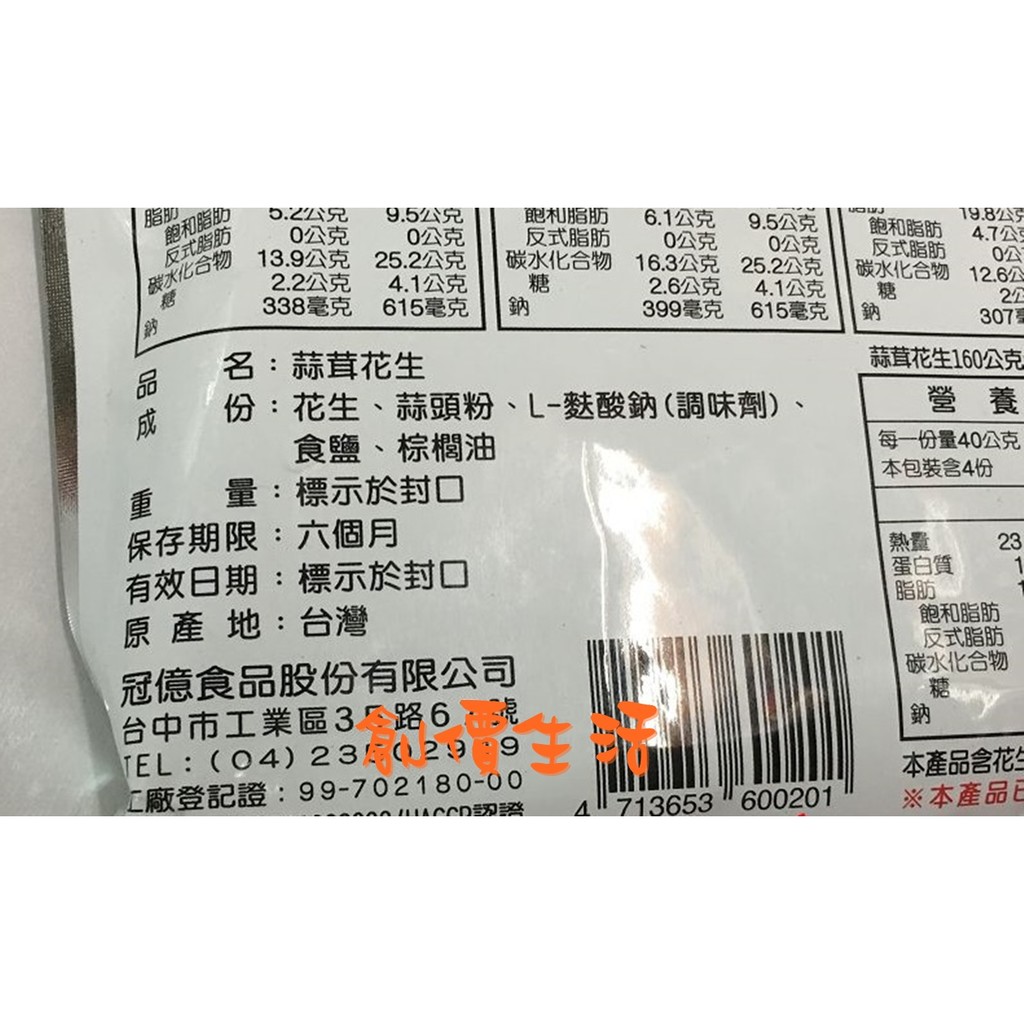 5.2公克 9.5公克
飽和脂肪 0公克 0公克
反式脂肪
碳水化合物 13.9公克 25.2公克
糖 2.2公克 4.1公克
鈉 338毫克 615毫克
飽和脂肪 6.1公克 9.5公克
反式脂肪 0公克 0公克
碳水化合物 16.3公克 25.2公克
糖 2.6公克 4.1公克
鈉 399毫克 615毫克
19.8公克
飽和脂肪 4.7公
反式脂肪 0公
碳水化合物 12.6公
糖 2公
鈉 307毫
品名：蒜茸花生
成份：花生、蒜頭粉、L-麩酸鈉(調味劑)、
食鹽、棕櫚油
重量：標示於封口
保存期限：六個月
有效日期：標示於封口
原產地：台灣
冠億食品股份有限公司
台中市工業區3 路6 號
TEL：(04)23 029 9
工廠登記證：99-702180-00
/HACCP認證
創價生活
4 713653 600201
蒜茸花生160公克
營養
每一份量40公克
本包裝含4份
熱量 23
蛋白質 1
脂肪 1
飽和脂肪
反式脂肪
碳水化合物
糖
鈉
本產品含花生
※本產品已